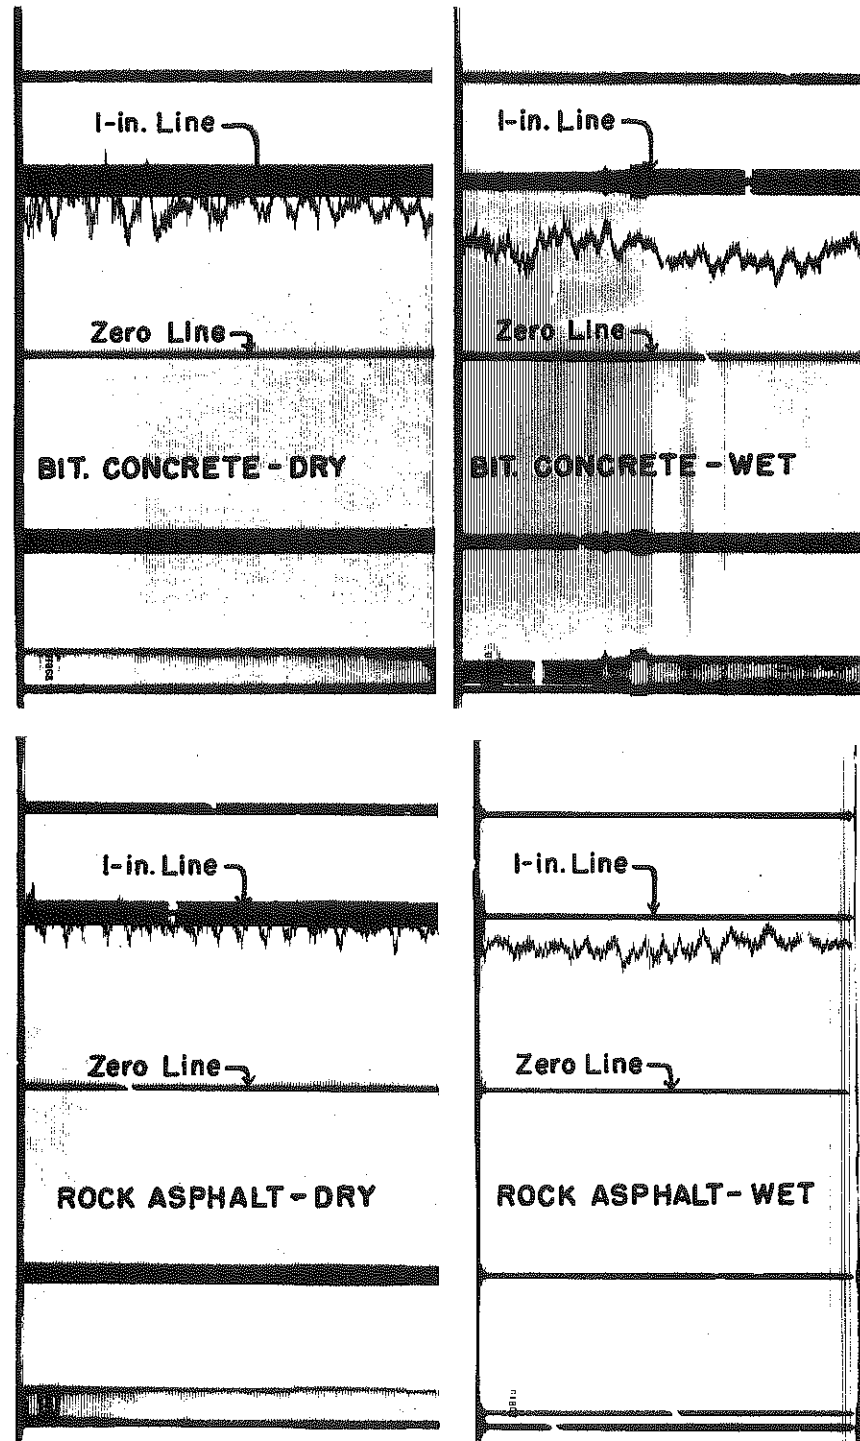 1-in. Line
Zero Line
BIT. CONCRETE - DRY
1-in. Line
Zero Line
BIT. CONCRETE - WET
1-in. Line
Zero Line
ROCK ASPHALT - DRY
1-in. Line
Zero Line
ROCK ASPHALT - WET